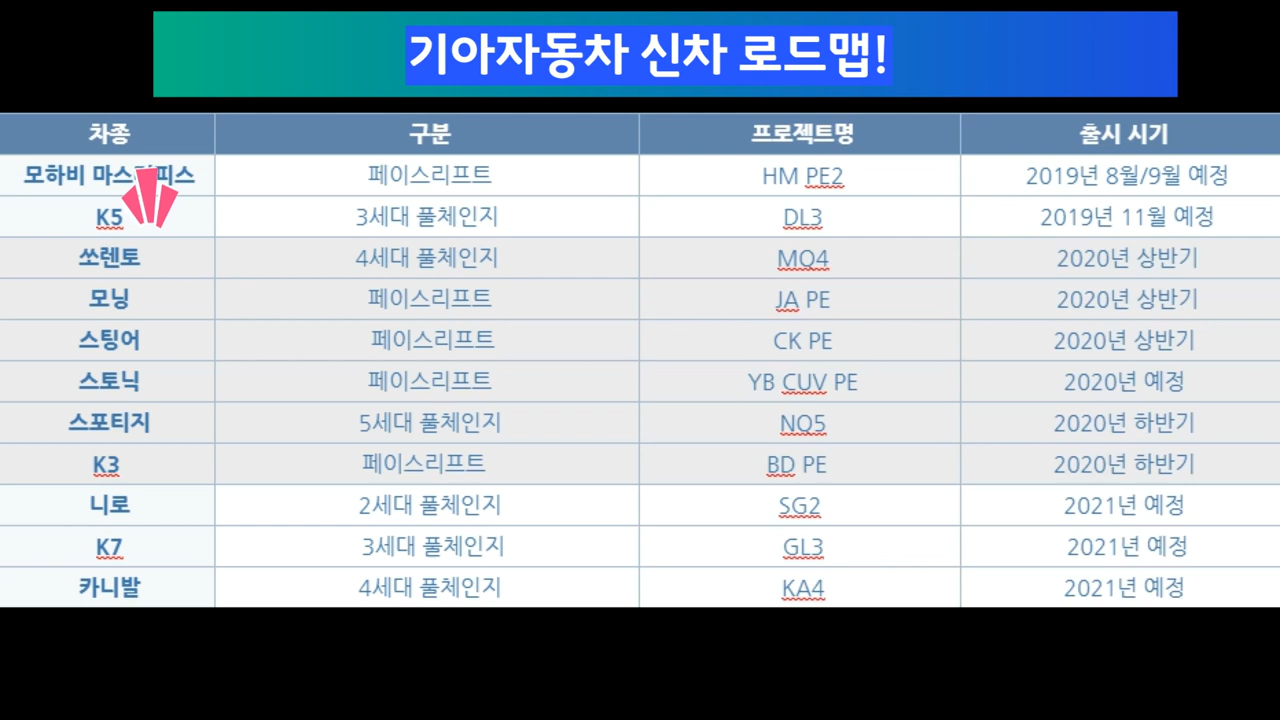 기아자동차 신차 로드맵!
차종 구분 프로젝트명 출시 시기
모하비 페이스리프트 HM PE2 2019년 8월/9월 예정
K5 3세대 풀체인지 DL3 2019년 11월 예정
쏘렌토 4세대 풀체인지 MQ4 2020년 상반기
모닝 페이스리프트 JA PE 2020년 상반기
스팅어 페이스리프트 CK PE 2020년 상반기
스토닉 페이스리프트 YB CUV PE 2020년 예정
스포티지 5세대 풀체인지 NQ5 2020년 하반기
K3 페이스리프트 BD PE 2020년 하반기
니로 2세대 풀체인지 SG2 2021년 예정
K7 3세대 풀체인지 GL3 2021년 예정
카니발 4세대 풀체인지 KA4 2021년 예정